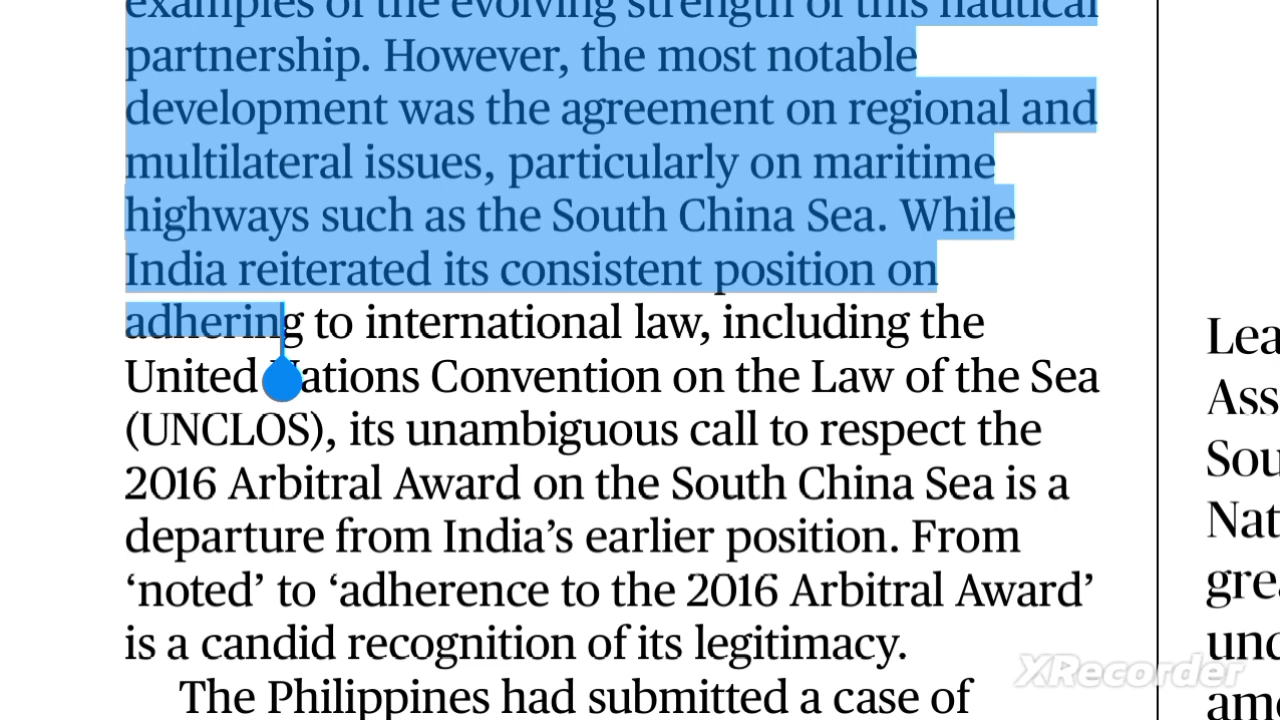 examples of the evolving strength of this nautical
partnership. However, the most notable
development was the agreement on regional and
multilateral issues, particularly on maritime
highways such as the South China Sea. While
India reiterated its consistent position on
adhering to international law, including the
United Nations Convention on the Law of the Sea
(UNCLOS), its unambiguous call to respect the
2016 Arbitral Award on the South China Sea is a
departure from India’s earlier position. From
‘noted’ to ‘adherence to the 2016 Arbitral Award’
is a candid recognition of its legitimacy.
The Philippines had submitted a case of
Lea
Ass
Sou
Nat
grea
unc
amo
XRecorder